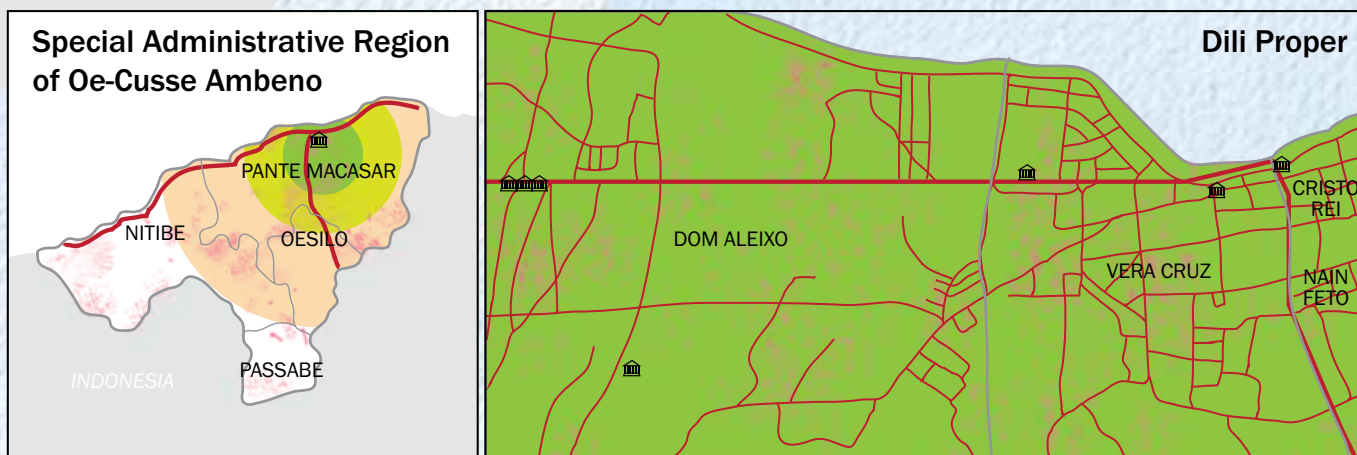 Special Administrative Region
of Oe-Cusse Ambeno
PANTE MACASAR
NITIBE
OESILO
PASSABE
INDONESIA
Dili Proper
CRISTO
REI
DOM ALEIXO
VERA CRUZ
NAIN
FETO